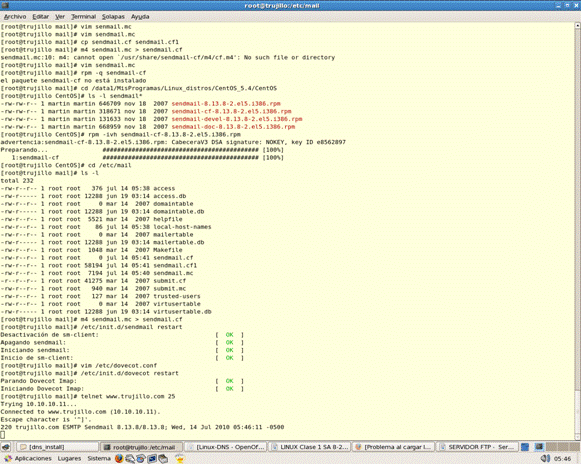 root@trujillo:/etc/mail
Archivo Editar Ver Terminal Solapas Ayuda
[root@trujillo mail]# vim senmail.mc
[root@trujillo mail]# vim sendmail.mc
[root@trujillo mail]# cp sendmail.cf sendmail.cf1
[root@trujillo mail]# m4 sendmail.mc > sendmail.cf
sendmail.mc:10: m4: cannot open `/usr/share/sendmail-cf/m4/cf.m4': No such file or directory
[root@trujillo mail]# vim sendmail.mc
[root@trujillo mail]# rpm -q sendmail-cf
el paquete sendmail-cf no está instalado
[root@trujillo mail]# cd /data1/MisProgramas/Linux_distros/CentOS_5.4/CentOS
[root@trujillo CentOS]# ls -l sendmail*
-rw-rw-r-- 1 martin martin 646709 nov 18 2007 sendmail-8.13.8-2.el5.i386.rpm
-rw-rw-r-- 1 martin martin 318671 nov 18 2007 sendmail-cf-8.13.8-2.el5.i386.rpm
-rw-rw-r-- 1 martin martin 131633 nov 18 2007 sendmail-devel-8.13.8-2.el5.i386.rpm
-rw-rw-r-- 1 martin martin 668959 nov 18 2007 sendmail-doc-8.13.8-2.el5.i386.rpm
[root@trujillo CentOS]# rpm -ivh sendmail-cf-8.13.8-2.el5.i386.rpm
advertencia:sendmail-cf-8.13.8-2.el5.i386.rpm: CabeceraV3 DSA signature: NOKEY, key ID e8562897
Preparando... ########################################### [100%]
1:sendmail-cf ########################################### [100%]
[root@trujillo CentOS]# cd /etc/mail
[root@trujillo mail]# ls -l
total 232
-rw-r--r-- 1 root root 376 jul 14 05:38 access
-rw-r----- 1 root root 12288 jun 19 03:14 access.db
-rw-r--r-- 1 root root 0 mar 14 2007 domaintable
-rw-r----- 1 root root 12288 jun 19 03:14 domaintable.db
-rw-r--r-- 1 root root 5521 mar 14 2007 helpfile
-rw-r--r-- 1 root root 86 jul 14 05:38 local-host-names
-rw-r--r-- 1 root root 0 mar 14 2007 mailertable
-rw-r----- 1 root root 12288 jun 19 03:14 mailertable.db
-rw-r--r-- 1 root root 1048 mar 14 2007 Makefile
-rw-r--r-- 1 root root 0 jul 14 05:41 sendmail.cf
-rw-r--r-- 1 root root 58194 jul 14 05:41 sendmail.cf1
-rw-r--r-- 1 root root 7194 jul 14 05:40 sendmail.mc
-r--r--r-- 1 root root 41275 mar 14 2007 submit.cf
-rw-r--r-- 1 root root 940 mar 14 2007 submit.mc
-rw-r--r-- 1 root root 127 mar 14 2007 trusted-users
-rw-r--r-- 1 root root 0 mar 14 2007 virtusertable
-rw-r----- 1 root root 12288 jun 19 03:14 virtusertable.db
[root@trujillo mail]# m4 sendmail.mc > sendmail.cf
[root@trujillo mail]# /etc/init.d/sendmail restart
Desactivación de sm-client: [ OK ]
Apagando sendmail: [ OK ]
Iniciando sendmail: [ OK ]
Inicio de sm-client: [ OK ]
[root@trujillo mail]# vim /etc/dovecot.conf
[root@trujillo mail]# /etc/init.d/dovecot restart
Parando Dovecot Imap: [ OK ]
Iniciando Dovecot Imap: [ OK ]
[root@trujillo mail]# telnet www.trujillo.com 25
Trying 10.10.10.11...
Connected to www.trujillo.com (10.10.10.11).
Escape character is '^]'.
220 trujillo.com ESMTP Sendmail 8.13.8/8.13.8; Wed, 14 Jul 2010 05:46:11 -0500
[dns_install] root@trujillo:/etc/mail [Linux-DNS - OpenOf... LINUX Clase 1 SA 8-2... [Problema al cargar l... SERVIDOR FTP - Ser...
Aplicaciones Lugares Sistema 05:46